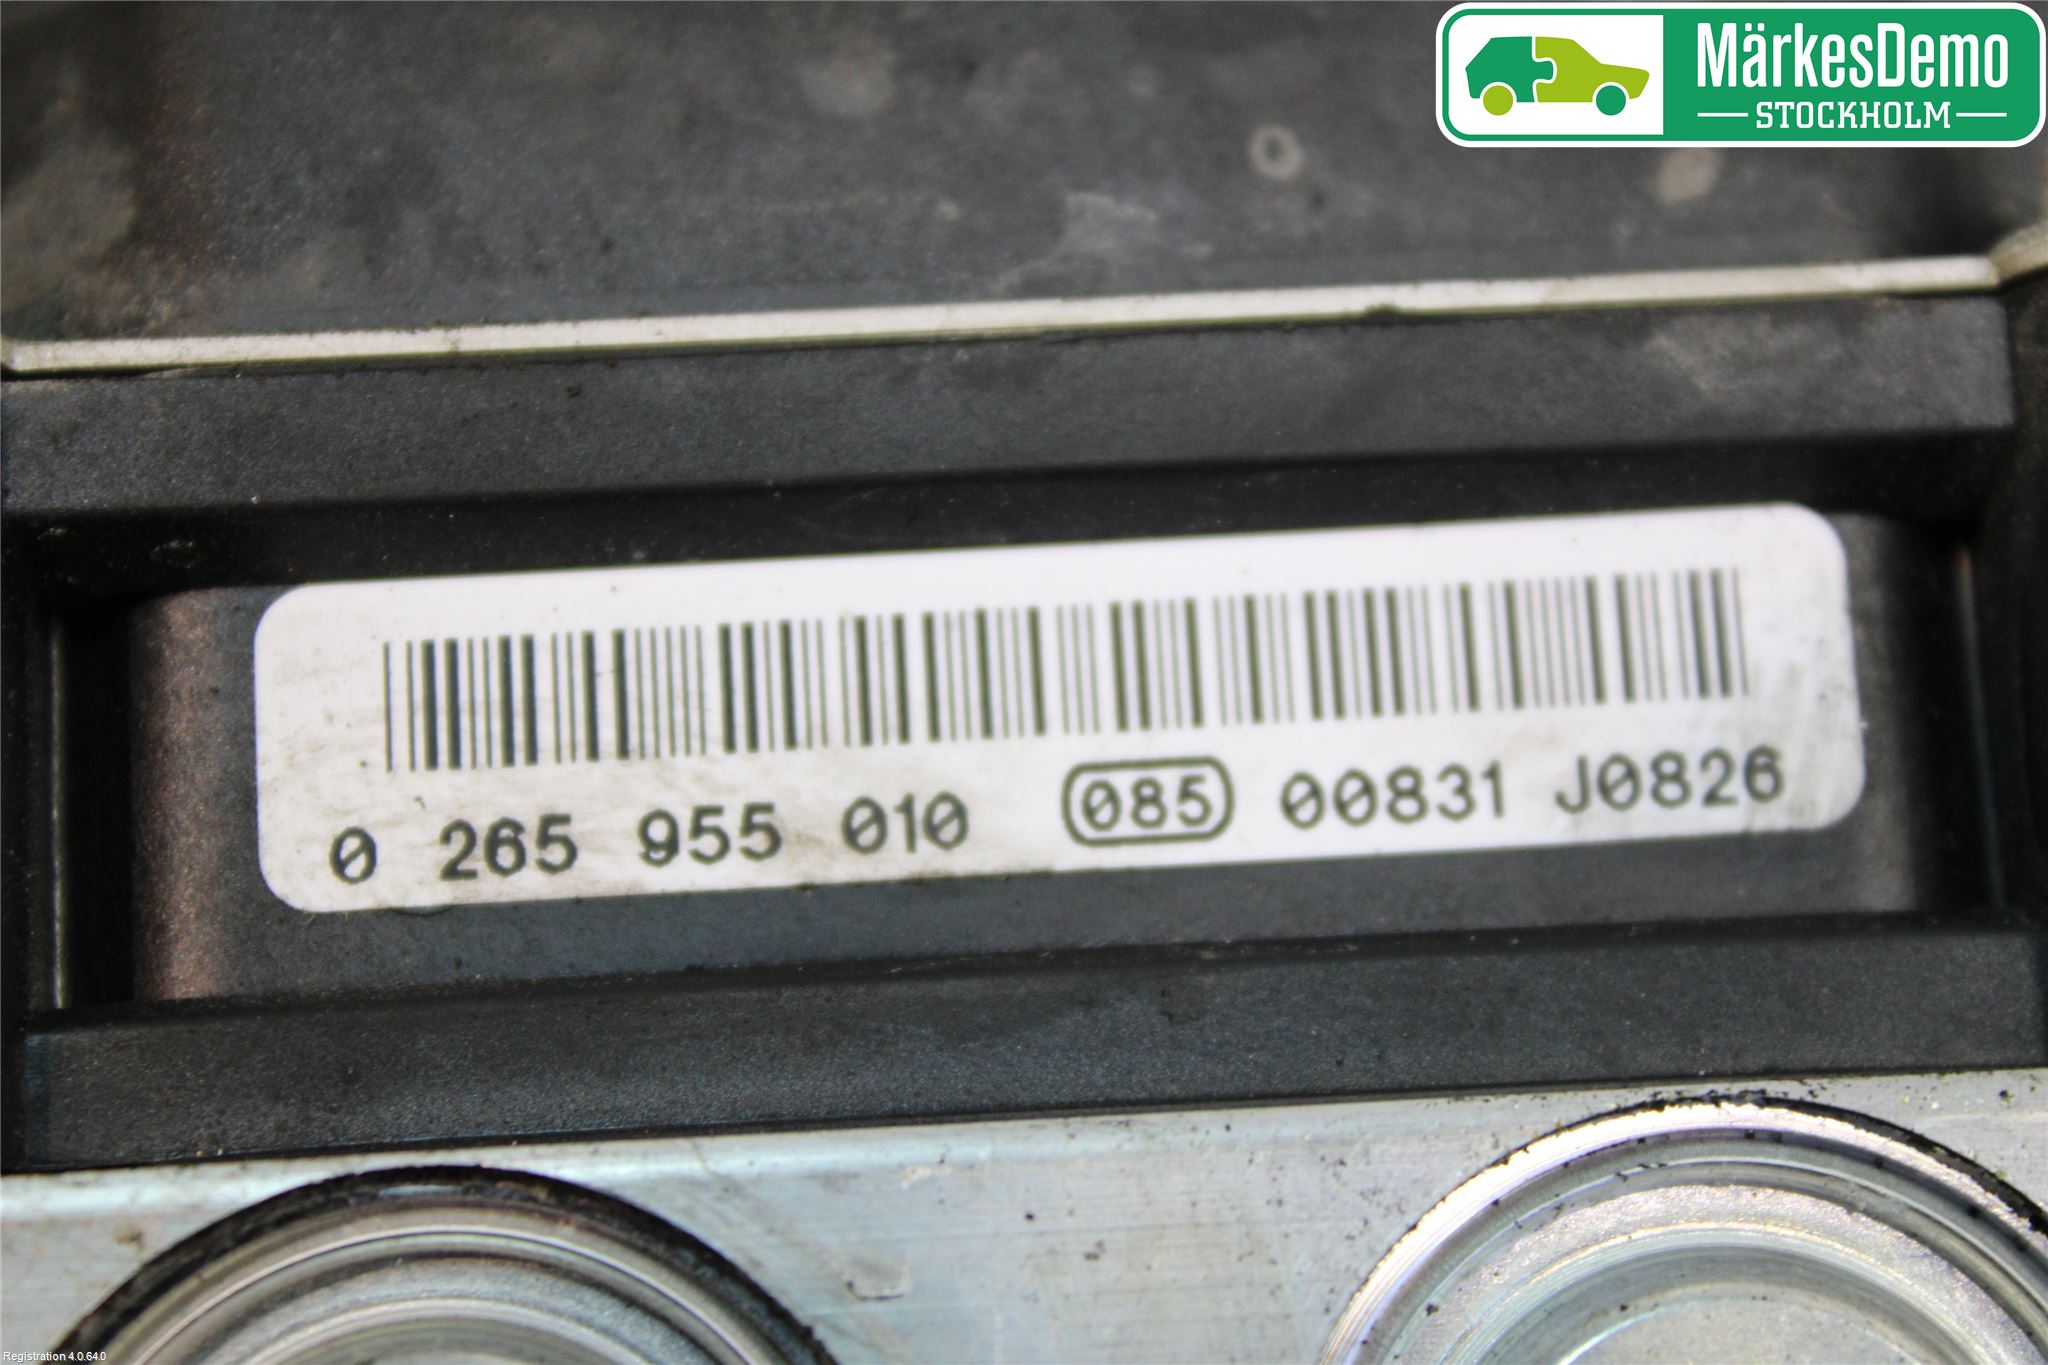 MärkesDemo
STOCKHOLM
0 265 955 010 085 00831 J0826
Registration 4.0.64.0